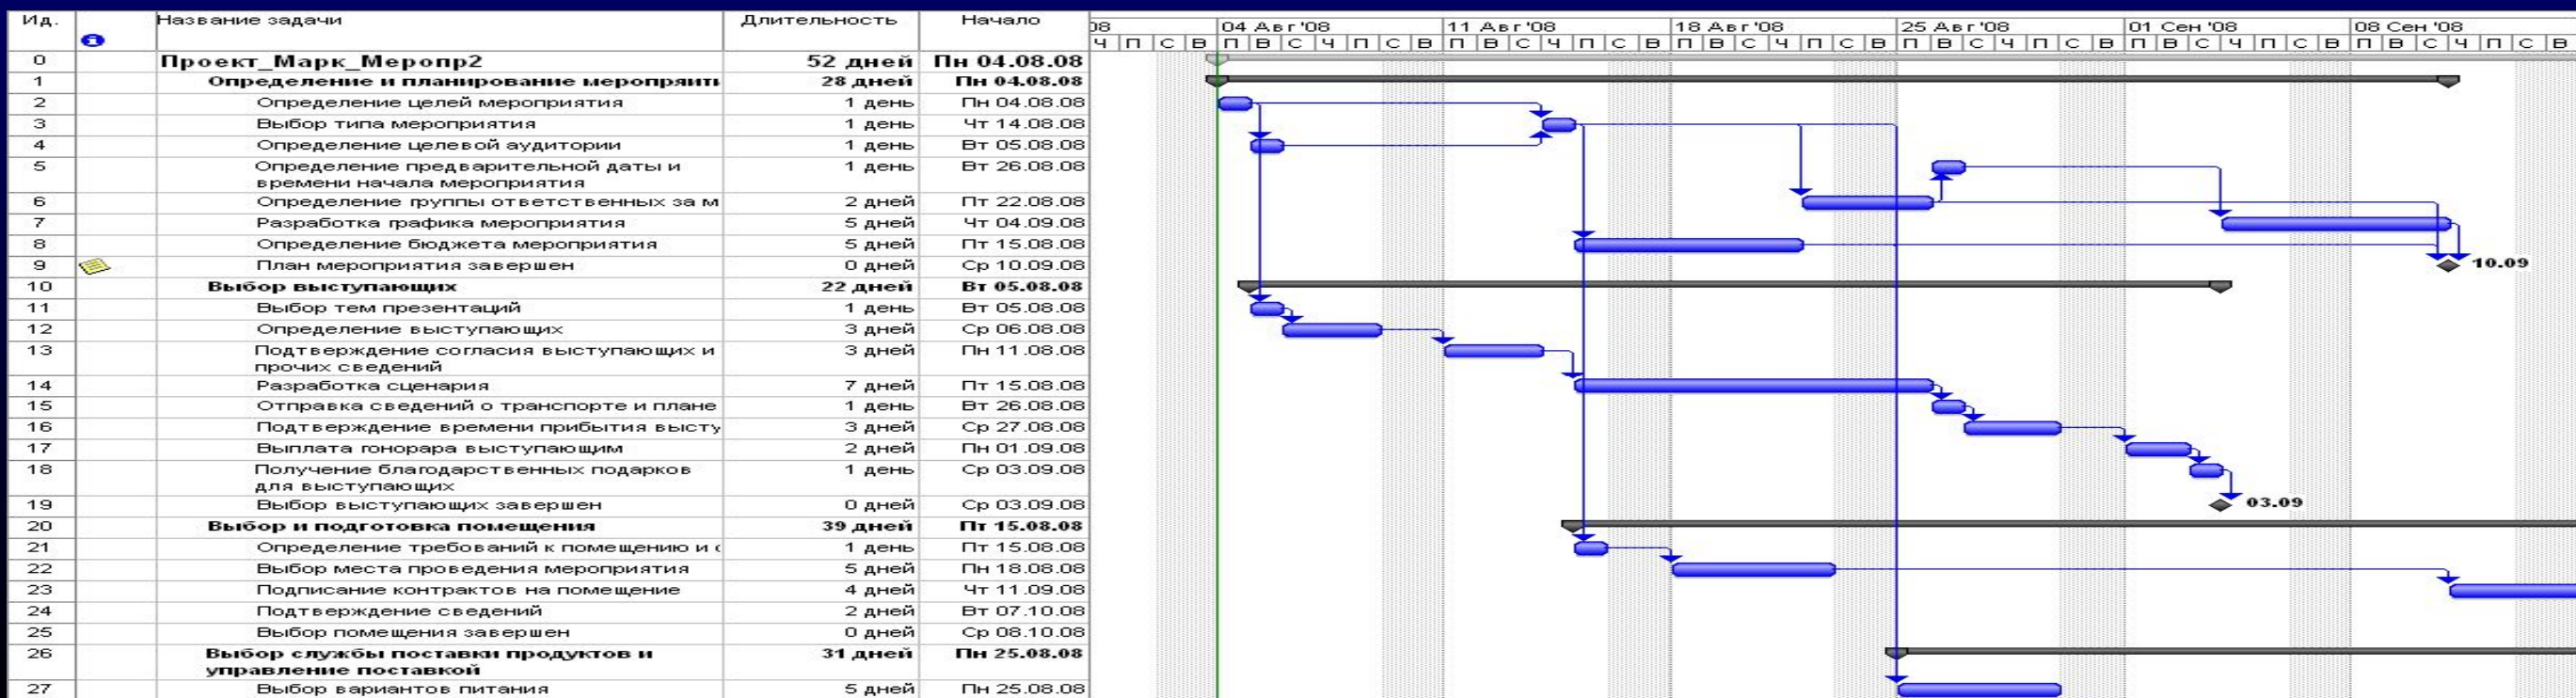 Ид. Название задачи Длительность Начало 08 04 Авг '08 11 Авг '08 18 Авг '08 25 Авг '08 01 Сен '08 08 Сен '08
Ч П С В П В С Ч П С В П В С Ч П С В П В С Ч П С В П В С Ч П С В П В С Ч П С В П В С Ч П С В
0 Проект_Марк_Меропр2 52 дней Пн 04.08.08
1 Определение и планирование меропряити 28 дней Пн 04.08.08
2 Определение целей мероприятия 1 день Пн 04.08.08
3 Выбор типа мероприятия 1 день Чт 14.08.08
4 Определение целевой аудитории 1 день Вт 05.08.08
5 Определение предварительной даты и 1 день Вт 26.08.08
времени начала мероприятия
6 Определение группы ответственных за м 2 дней Пт 22.08.08
7 Разработка графика мероприятия 5 дней Чт 04.09.08
8 Определение бюджета мероприятия 5 дней Пт 15.08.08
9 План мероприятия завершен 0 дней Ср 10.09.08 10.09
10 Выбор выступающих 22 дней Вт 05.08.08
11 Выбор тем презентаций 1 день Вт 05.08.08
12 Определение выступающих 3 дней Ср 06.08.08
13 Подтверждение согласия выступающих и 3 дней Пн 11.08.08
прочих сведений
14 Разработка сценария 7 дней Пт 15.08.08
15 Отправка сведений о транспорте и плане 1 день Вт 26.08.08
16 Подтверждение времени прибытия высту 3 дней Ср 27.08.08
17 Выплата гонорара выступающим 2 дней Пн 01.09.08
18 Получение благодарственных подарков 1 день Ср 03.09.08
для выступающих
19 Выбор выступающих завершен 0 дней Ср 03.09.08 03.09
20 Выбор и подготовка помещения 39 дней Пт 15.08.08
21 Определение требований к помещению и 1 день Пт 15.08.08
22 Выбор места проведения мероприятия 5 дней Пн 18.08.08
23 Подписание контрактов на помещение 4 дней Чт 11.09.08
24 Подтверждение сведений 2 дней Вт 07.10.08
25 Выбор помещения завершен 0 дней Ср 08.10.08
26 Выбор службы поставки продуктов и 31 дней Пн 25.08.08
управление поставкой
27 Выбор вариантов питания 5 дней Пн 25.08.08